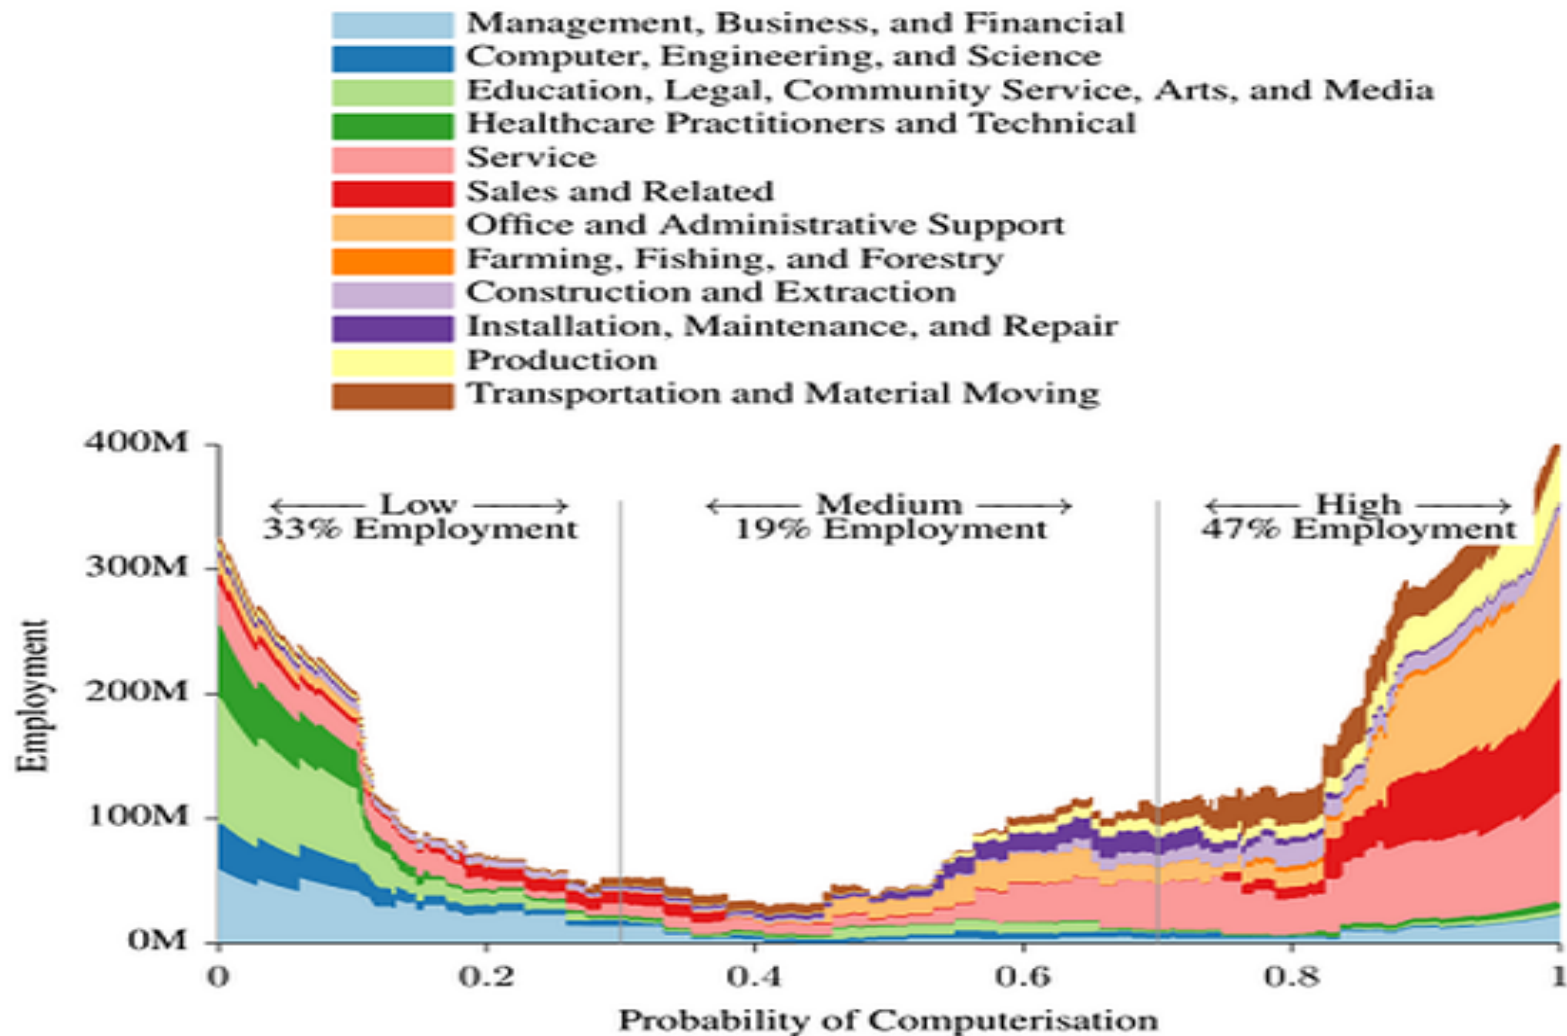 Management, Business, and Financial
Computer, Engineering, and Science
Education, Legal, Community Service, Arts, and Media
Healthcare Practitioners and Technical
Service
Sales and Related
Office and Administrative Support
Farming, Fishing, and Forestry
Construction and Extraction
Installation, Maintenance, and Repair
Production
Transportation and Material Moving
400M
300M
200M
100M
0M
Employment
← Low →
33% Employment
← Medium →
19% Employment
← High →
47% Employment
0 0.2 0.4 0.6 0.8 1
Probability of Computerisation